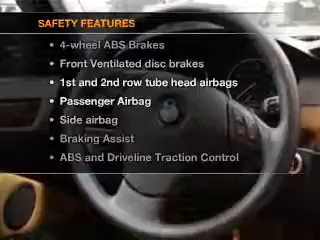 SAFETY FEATURES
• 4-wheel ABS Brakes
• Front Ventilated disc brakes
• 1st and 2nd row tube head airbags
• Passenger Airbag
• Side airbag
• Braking Assist
• ABS and Driveline Traction Control